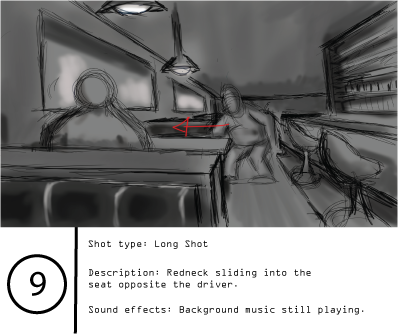 Shot type: Long Shot
9
Description: Redneck sliding into the
seat opposite the driver.
Sound effects: Background music still playing.